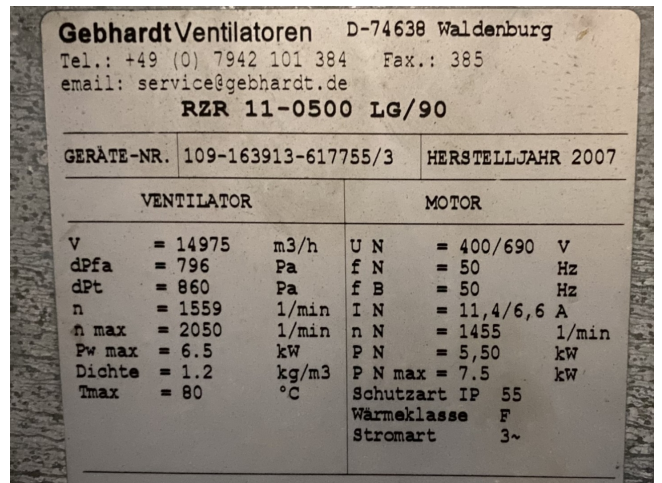 Gebhardt Ventilatoren D-74638 Waldenburg
Tel.: +49 (0) 7942 101 384 Fax.: 385
email: service@gebhardt.de
RZR 11-0500 LG/90
GERÄTE-NR. 109-163913-617755/3 HERSTELLJAHR 2007
VENTILATOR MOTOR
V = 14975 m3/h U N = 400/690 V
dPfa = 796 Pa f N = 50 Hz
dPt = 860 Pa f B = 50 Hz
n = 1559 1/min I N = 11,4/6,6 A
n max = 2050 1/min n N = 1455 1/min
Pw max = 6.5 kW P N = 5,50 kW
Dichte = 1.2 kg/m3 P N max = 7.5 kW
Tmax = 80 °C Schutzart IP 55
Wärmeklasse F
Stromart 3~